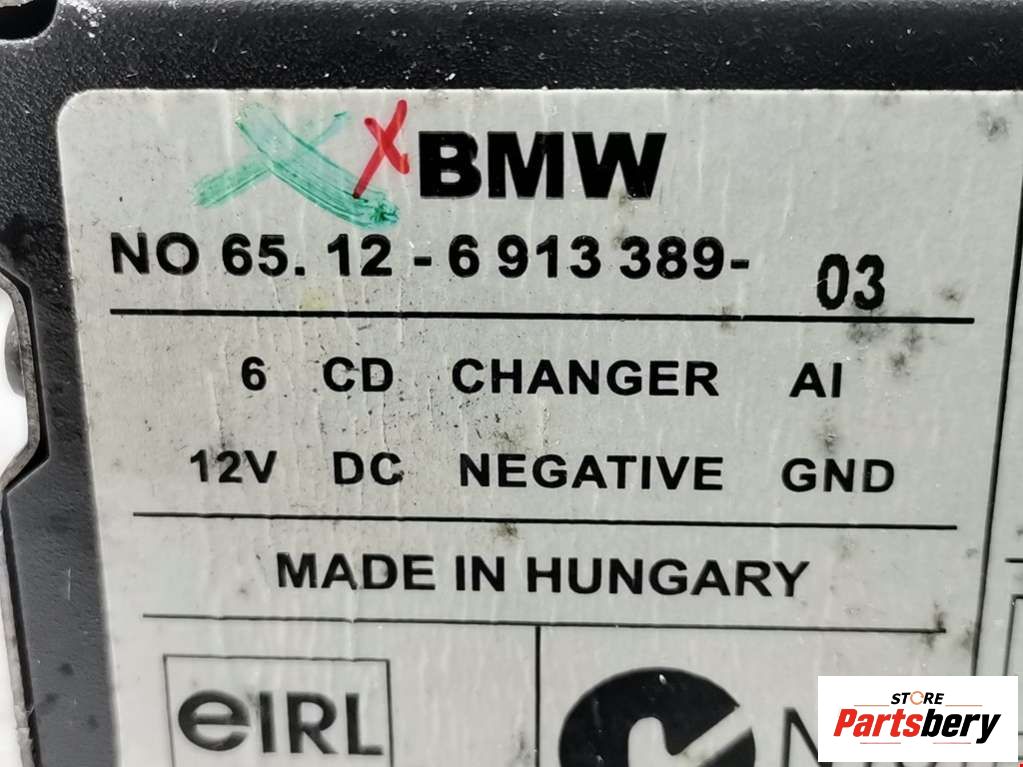 BMW
NO 65. 12 - 6 913 389- 03
6 CD CHANGER AI
12V DC NEGATIVE GND
MADE IN HUNGARY
eIRL
STORE
Partsbery